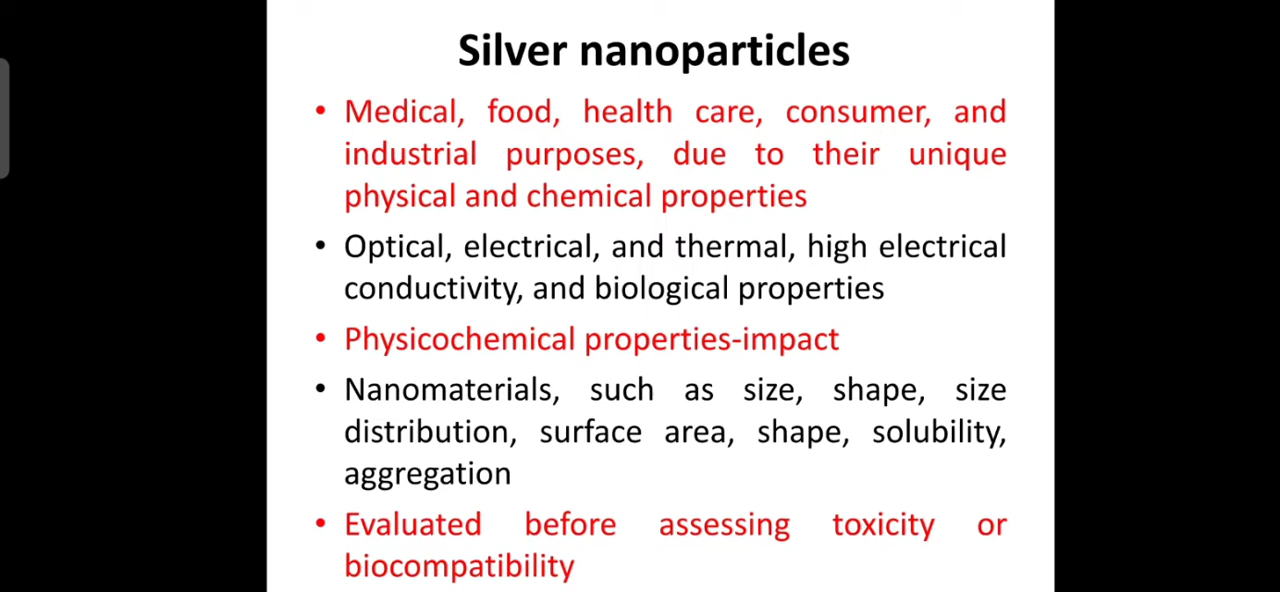 Silver nanoparticles
• Medical, food, health care, consumer, and
industrial purposes, due to their unique
physical and chemical properties
• Optical, electrical, and thermal, high electrical
conductivity, and biological properties
• Physicochemical properties-impact
• Nanomaterials, such as size, shape, size
distribution, surface area, shape, solubility,
aggregation
• Evaluated before assessing toxicity or
biocompatibility